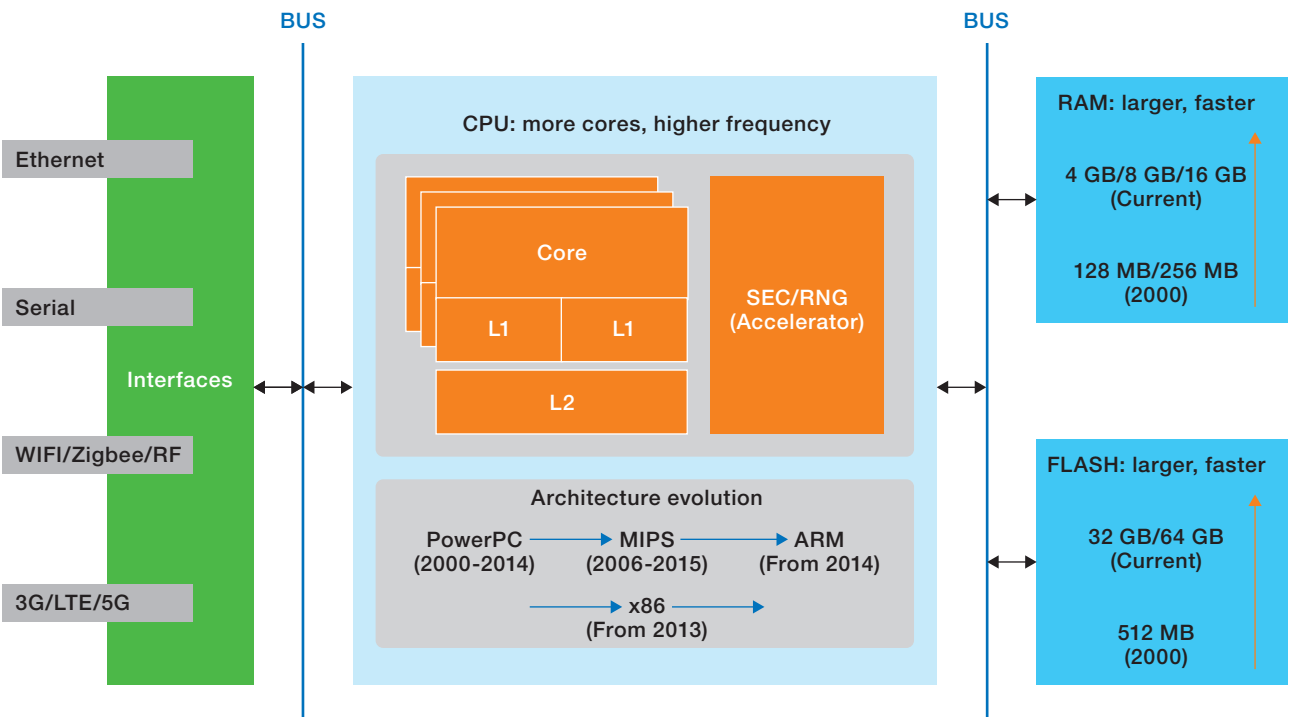 BUS
BUS
Ethernet
Serial
Interfaces
WIFI/Zigbee/RF
3G/LTE/5G
CPU: more cores, higher frequency
Core
L1
L1
L2
SEC/RNG
(Accelerator)
Architecture evolution
PowerPC
(2000-2014)
MIPS
(2006-2015)
ARM
(From 2014)
x86
(From 2013)
RAM: larger, faster
4 GB/8 GB/16 GB
(Current)
128 MB/256 MB
(2000)
FLASH: larger, faster
32 GB/64 GB
(Current)
512 MB
(2000)